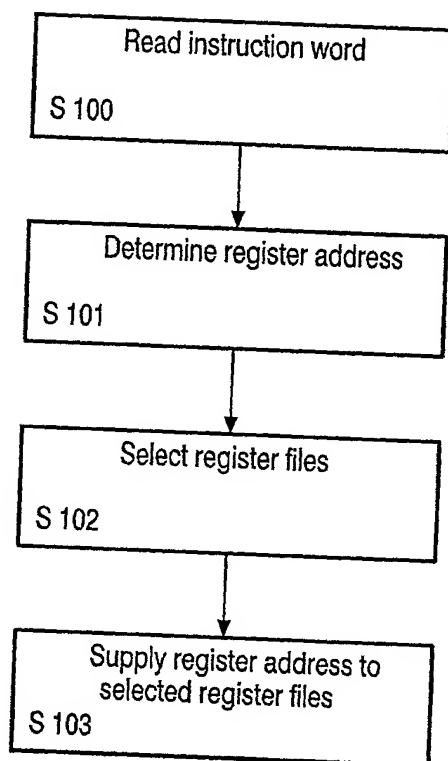 Read instruction word
S 100
Determine register address
S 101
Select register files
S 102
Supply register address to
selected register files
S 103